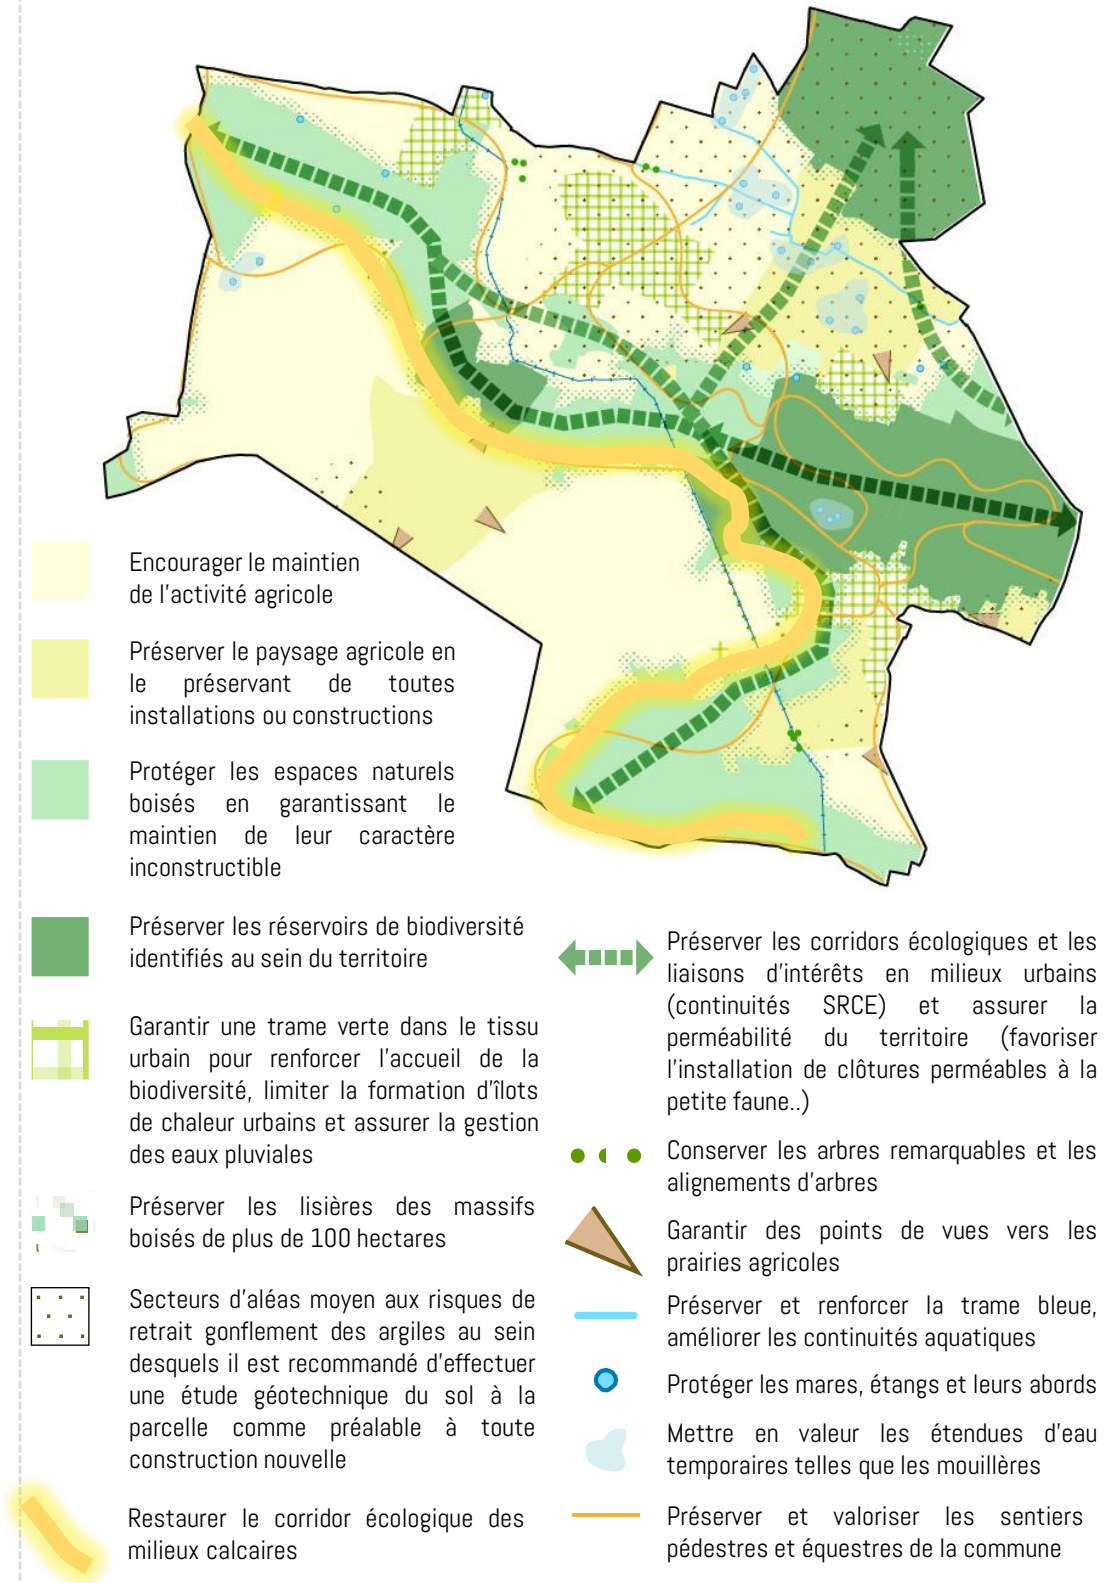 Encourager le maintien
de l'activité agricole
Préserver le paysage agricole en
le préservant de toutes
installations ou constructions
Protéger les espaces naturels
boisés en garantissant le
maintien de leur caractère
inconstructible
Préserver les réservoirs de biodiversité
identifiés au sein du territoire
Garantir une trame verte dans le tissu
urbain pour renforcer l'accueil de la
biodiversité, limiter la formation d'îlots
de chaleur urbains et assurer la gestion
des eaux pluviales
Préserver les lisières des massifs
boisés de plus de 100 hectares
Secteurs d'aléas moyen aux risques de
retrait gonflement des argiles au sein
desquels il est recommandé d'effectuer
une étude géotechnique du sol à la
parcelle comme préalable à toute
construction nouvelle
Restaurer le corridor écologique des
milieux calcaires
Préserver les corridors écologiques et les
liaisons d'intérêts en milieux urbains
(continuités SRCE) et assurer la
perméabilité du territoire (favoriser
l'installation de clôtures perméables à la
petite faune..)
Conserver les arbres remarquables et les
alignements d'arbres
Garantir des points de vues vers les
prairies agricoles
Préserver et renforcer la trame bleue,
améliorer les continuités aquatiques
Protéger les mares, étangs et leurs abords
Mettre en valeur les étendues d'eau
temporaires telles que les mouillères
Préserver et valoriser les sentiers
pédestres et équestres de la commune